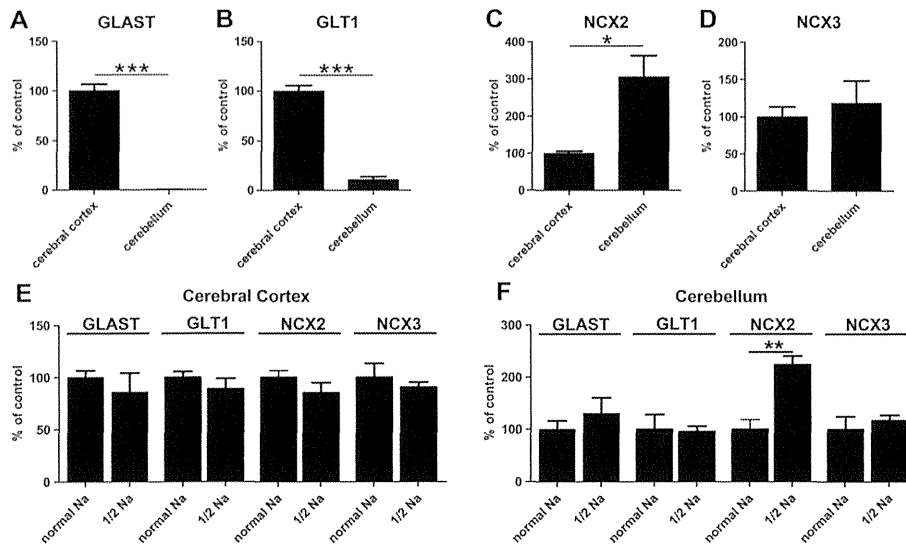 A
GLAST
% of control
150
100
50
0
***
cerebral cortex
cerebellum
B
GLT1
% of control
150
100
50
0
***
cerebral cortex
cerebellum
C
NCX2
% of control
400
300
200
100
0
*
cerebral cortex
cerebellum
D
NCX3
% of control
200
150
100
50
0
cerebral cortex
cerebellum
E
Cerebral Cortex
% of control
150
100
50
0
GLAST
GLT1
NCX2
NCX3
normal Na
1/2 Na
normal Na
1/2 Na
normal Na
1/2 Na
normal Na
1/2 Na
F
Cerebellum
% of control
300
200
100
0
GLAST
GLT1
NCX2
NCX3
**
normal Na
1/2 Na
normal Na
1/2 Na
normal Na
1/2 Na
normal Na
1/2 Na